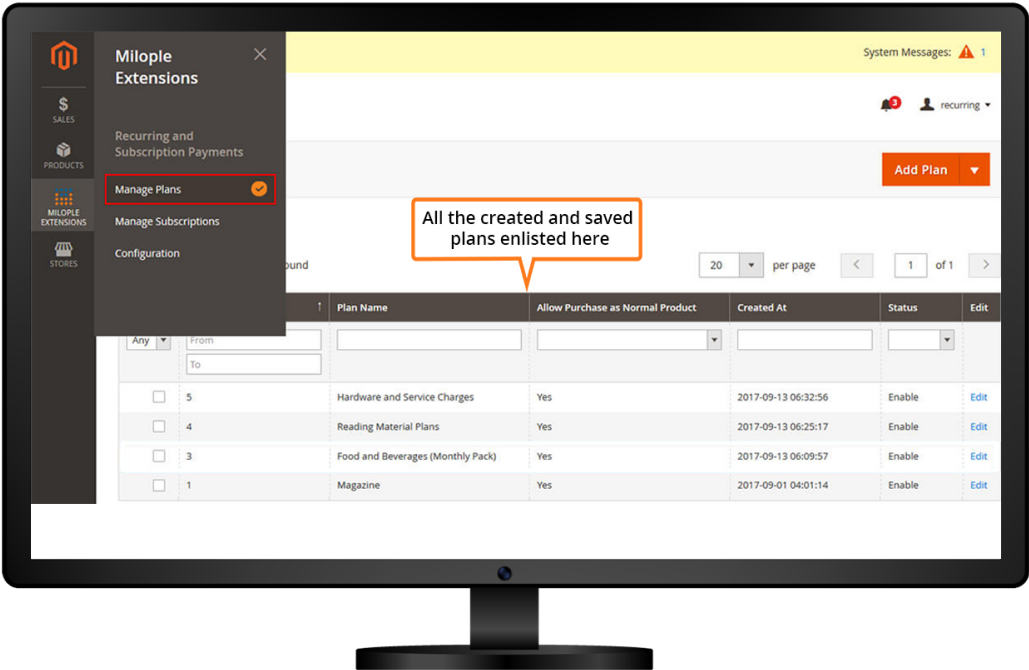 Milople
Extensions
System Messages: 1
3
recurring
$
SALES
PRODUCTS
MILOPLE
EXTENSIONS
STORES
Recurring and
Subscription Payments
Manage Plans
Manage Subscriptions
Configuration
Add Plan
All the created and saved
plans enlisted here
ound
20 per page < 1 of 1 >
↑ Plan Name Allow Purchase as Normal Product Created At Status Edit
Any From
To
5 Hardware and Service Charges Yes 2017-09-13 06:32:56 Enable Edit
4 Reading Material Plans Yes 2017-09-13 06:25:17 Enable Edit
3 Food and Beverages (Monthly Pack) Yes 2017-09-13 06:09:57 Enable Edit
1 Magazine Yes 2017-09-01 04:01:14 Enable Edit